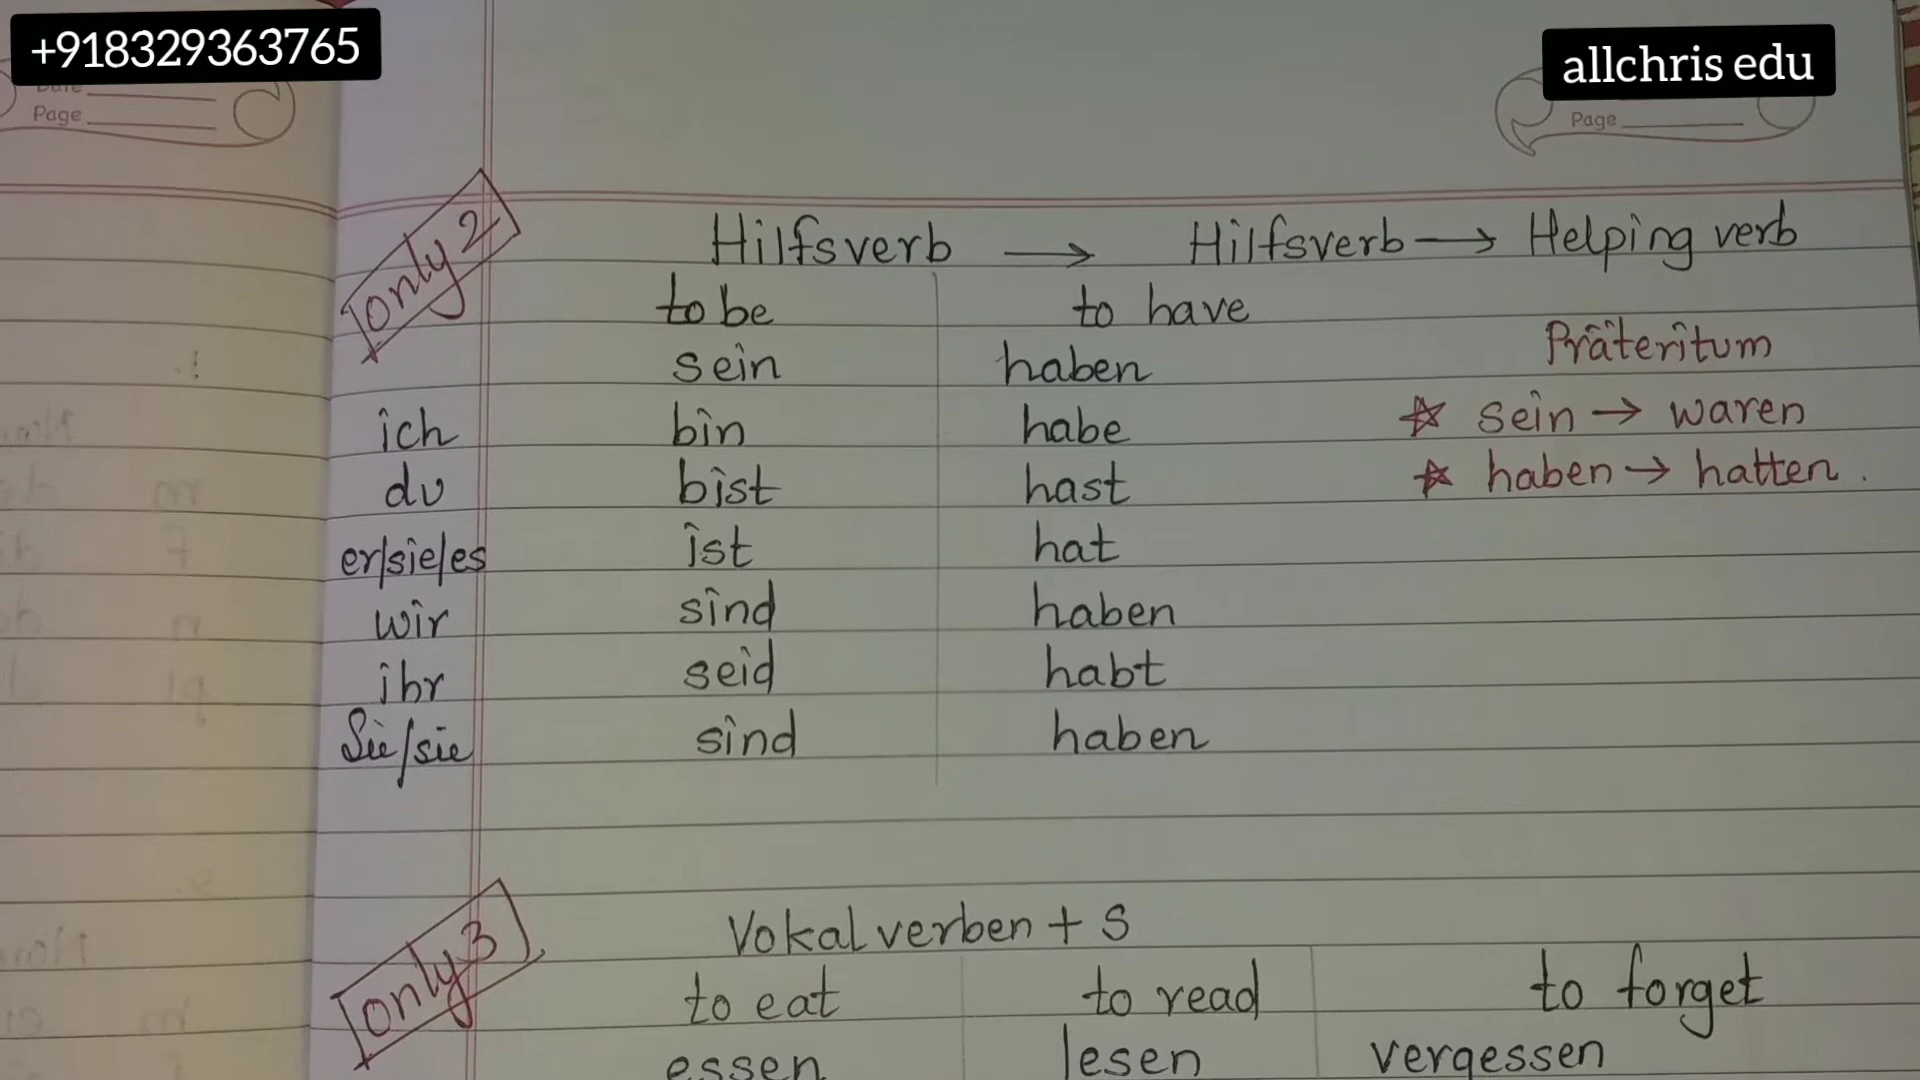 +918329363765
allchris edu
Date
Page
Page
only 2
Hilfsverb → Hilfsverb → Helping verb
to be to have
Präteritum
sein haben
ich bin habe ☆ sein → waren
du bist hast ☆ haben → hatten.
er/sie/es ist hat
wir sind haben
ihr seid habt
Sie/sie sind haben
only 3
Vokalverben + S
to eat to read to forget
essen lesen vergessen